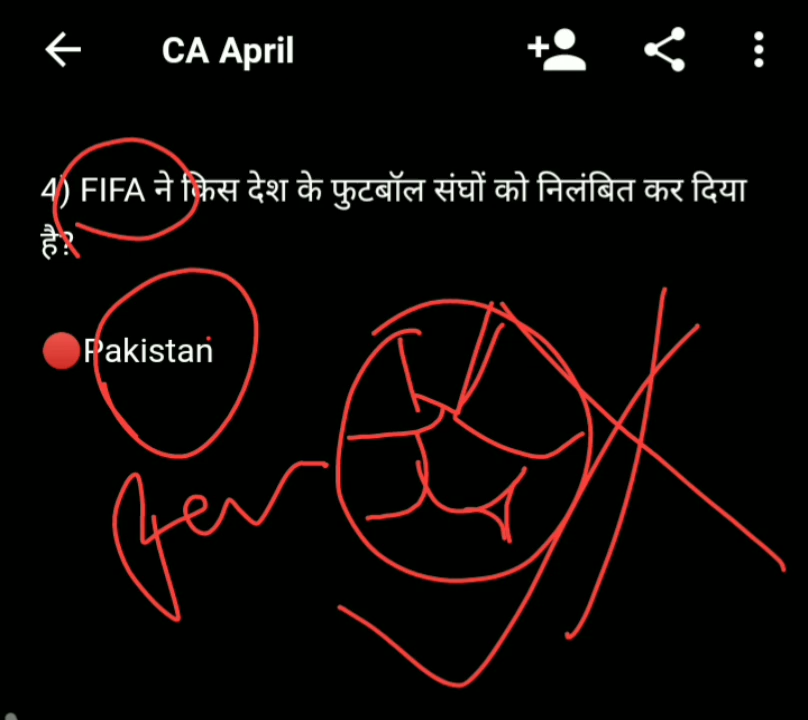 CA April
4) FIFA ने किस देश के फुटबॉल संघों को निलंबित कर दिया
है?
Pakistan